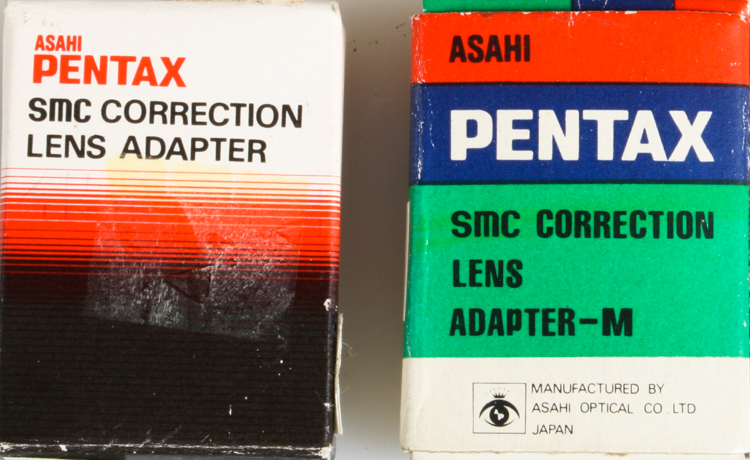 ASAHI
PENTAX
SMC CORRECTION
LENS ADAPTER
ASAHI
PENTAX
SMC CORRECTION
LENS
ADAPTER-M
MANUFACTURED BY
ASAHI OPTICAL CO. LTD
JAPAN